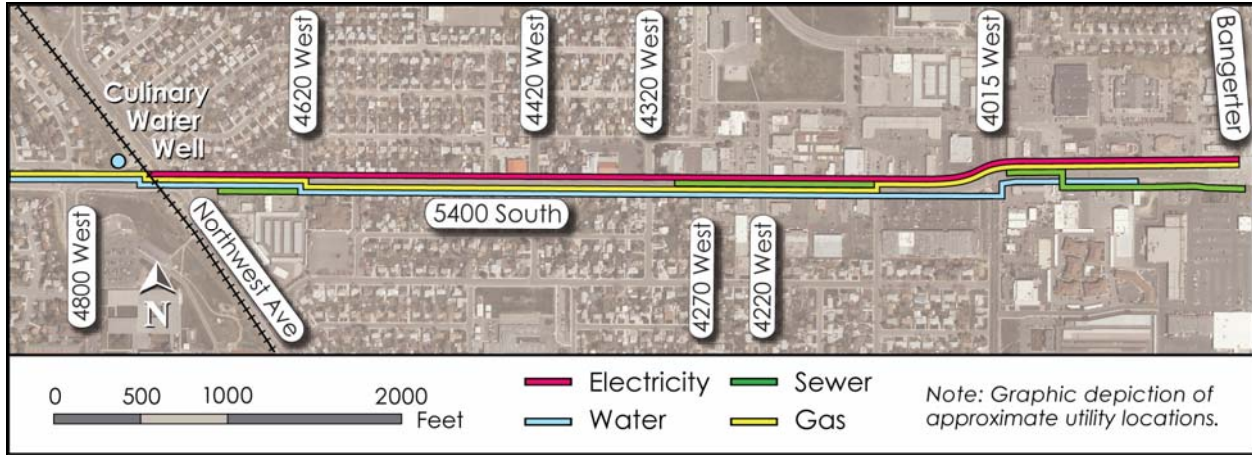 Culinary
Water
Well
4620 West
4420 West
4320 West
4015 West
Bangerter
4800 West
Northwest Ave
5400 South
4270 West
4220 West
N
0 500 1000 2000
Feet
Electricity
Water
Sewer
Gas
Note: Graphic depiction of
approximate utility locations.